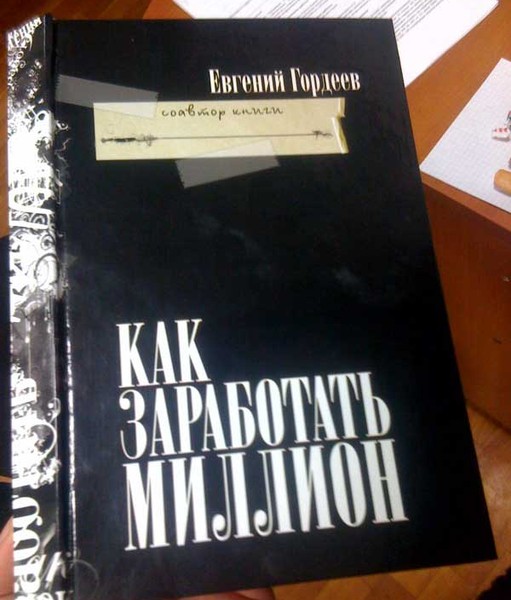 Евгений Гордеев
соавтор книги
КАК
ЗАРАБОТАТЬ
МИЛЛИОН